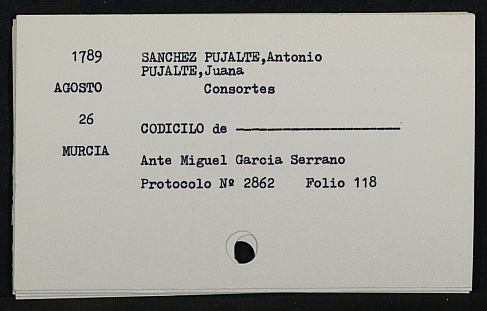 1789 SANCHEZ PUJALTE,Antonio
PUJALTE,Juana
AGOSTO Consortes
26
CODICILO de --------------------
MURCIA
Ante Miguel Garcia Serrano
Protocolo Nº 2862 Folio 118